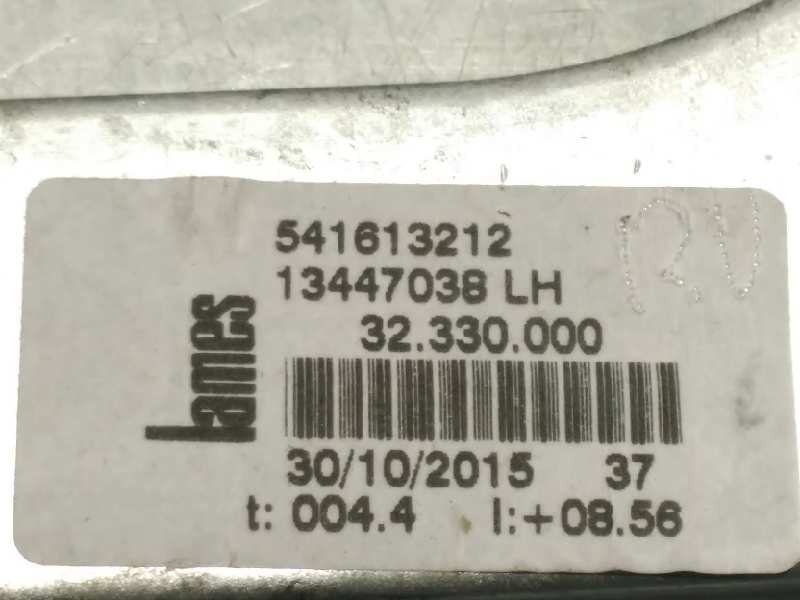 541613212
13447038 LH
32.330.000
lames
30/10/2015 37
t: 004.4 l:+08.56